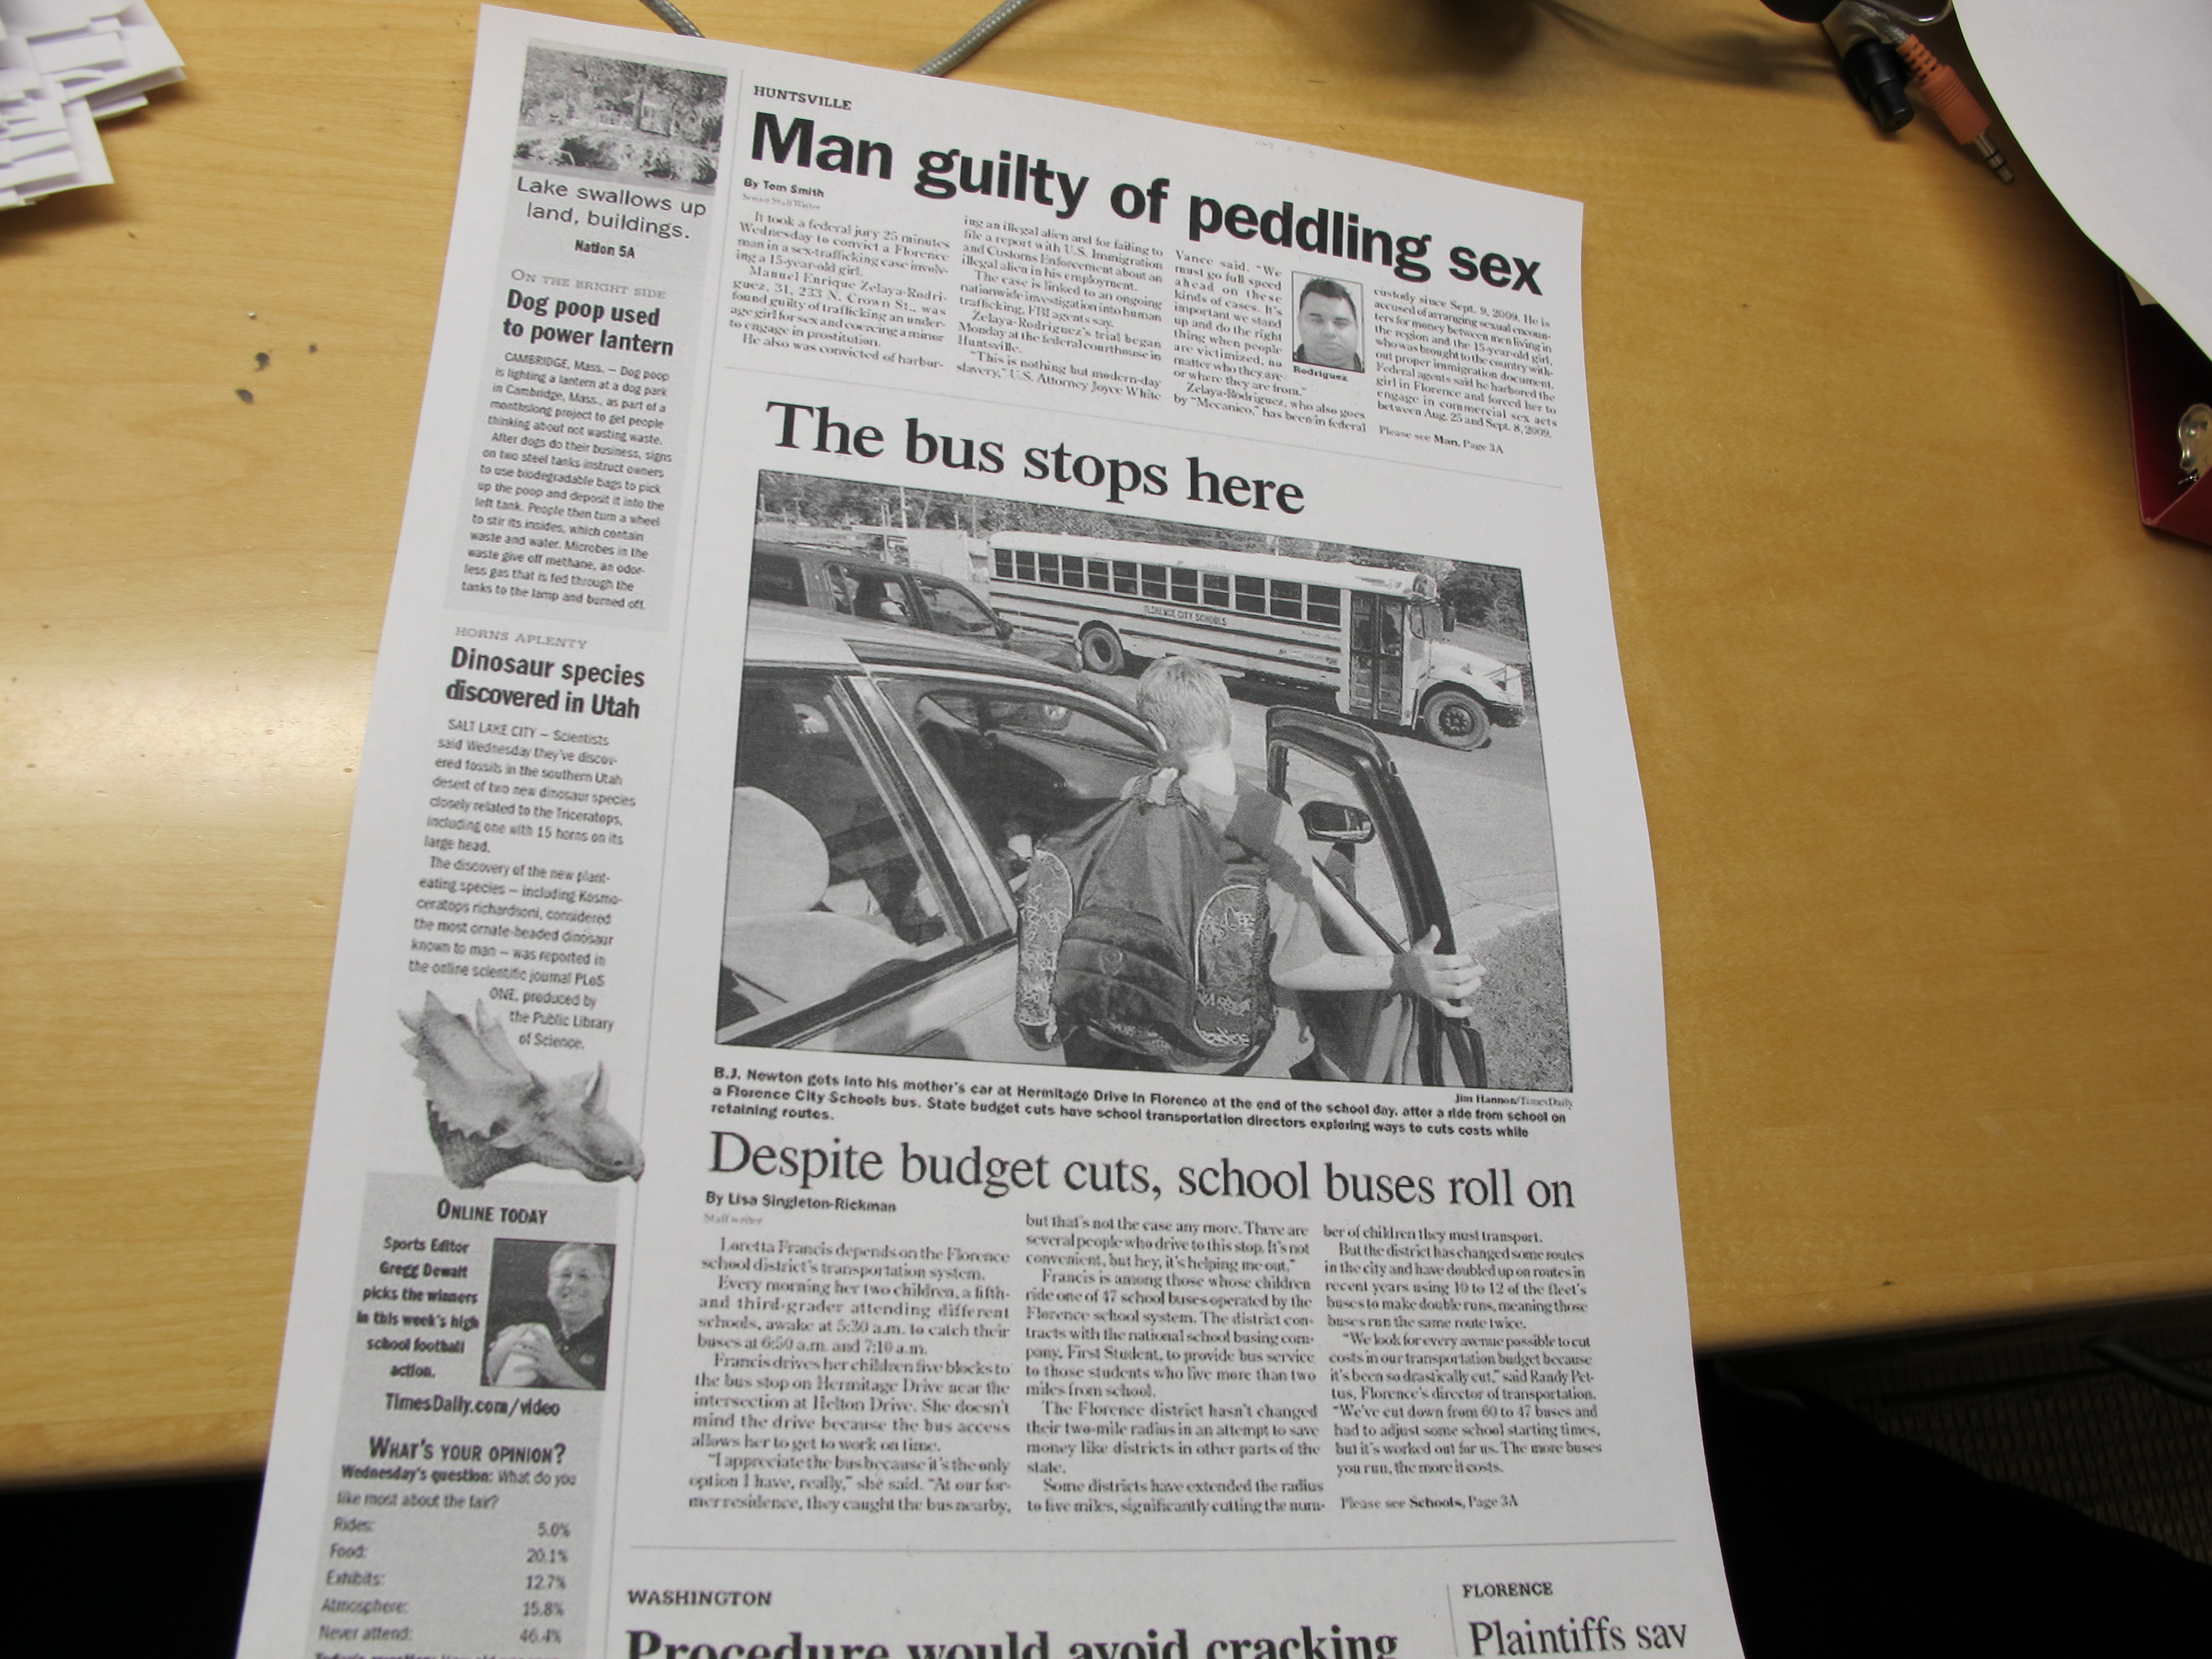 Lake swallows up
land, buildings.
Nation 5A
ON THE BRIGHT SIDE
Dog poop used
to power lantern
CAMBRIDGE, Mass. — Dog poop
is lighting a lantern at a dog park
in Cambridge, Mass., as part of a
monthslong project to get people
thinking about not wasting waste.
After dogs do their business, signs
on two steel tanks instruct owners
to use biodegradable bags to pick
up the poop and deposit it into the
left tank. People then turn a wheel
to stir its insides, which contain
waste and water. Microbes in the
waste give off methane, an odor-
less gas that is fed through the
tanks to the lamp and burned off.
HORNS APLENTY
Dinosaur species
discovered in Utah
SALT LAKE CITY — Scientists
said Wednesday they've discov-
ered fossils in the southern Utah
desert of two new dinosaur species
closely related to the Triceratops,
including one with 15 horns on its
large head.
The discovery of the new plant-
eating species — including Kosmo-
ceratops richardsoni, considered
the most ornate-headed dinosaur
known to man — was reported in
the online scientific journal PLoS
ONE, produced by
the Public Library
of Science.
ONLINE TODAY
Sports Editor
Gregg Dewalt
picks the winners
in this week's high
school football
action.
TimesDaily.com/video
WHAT'S YOUR OPINION?
Wednesday's question: What do you
like most about the fair?
Rides: 5.0%
Food: 20.1%
Exhibits: 12.7%
Atmosphere: 15.8%
Never attend: 46.4%
HUNTSVILLE
Man guilty of peddling sex
By Tom Smith
Senior Staff Writer
It took a federal jury 25 minutes
Wednesday to convict a Florence
man in a sex-trafficking case involv-
ing a 15-year-old girl.
Manuel Enrique Zelaya-Rodri-
guez, 31, 233 N. Crown St., was
found guilty of trafficking an under-
age girl for sex and coercing a minor
to engage in prostitution.
He also was convicted of harbor-
ing an illegal alien and for failing to
file a report with U.S. Immigration
and Customs Enforcement about an
illegal alien in his employment.
The case is linked to an ongoing
nationwide investigation into human
trafficking, FBI agents say.
Zelaya-Rodriguez's trial began
Monday at the federal courthouse in
Huntsville.
"This is nothing but modern-day
slavery," U.S. Attorney Joyce White
Vance said. "We
must go full speed
ahead on these
kinds of cases. It's
important we stand
up and do the right
thing when people
are victimized, no
matter who they are
or where they are from."
Zelaya-Rodriguez, who also goes
by "Mecanico," has been in federal
Rodriguez
custody since Sept. 9, 2009. He is
accused of arranging sexual encoun-
ters for money between men living in
the region and the 15-year-old girl,
who was brought to the country with-
out proper immigration document.
Federal agents said he harbored the
girl in Florence and forced her to
engage in commercial sex acts
between Aug. 25 and Sept. 8, 2009.
Please see Man, Page 3A
The bus stops here
FLORENCE CITY SCHOOLS
Jim Hannon/TimesDaily
B.J. Newton gets into his mother's car at Hermitage Drive in Florence at the end of the school day, after a ride from school on
a Florence City Schools bus. State budget cuts have school transportation directors exploring ways to cuts costs while
retaining routes.
Despite budget cuts, school buses roll on
By Lisa Singleton-Rickman
Staff writer
Loretta Francis depends on the Florence
school district's transportation system.
Every morning her two children, a fifth-
and third-grader attending different
schools, awake at 5:30 a.m. to catch their
buses at 6:50 a.m. and 7:10 a.m.
Francis drives her children five blocks to
the bus stop on Hermitage Drive near the
intersection at Helton Drive. She doesn't
mind the drive because the bus access
allows her to get to work on time.
"I appreciate the bus because it's the only
option I have, really," she said. "At our for-
mer residence, they caught the bus nearby,
but that's not the case any more. There are
several people who drive to this stop. It's not
convenient, but hey, it's helping me out."
Francis is among those whose children
ride one of 47 school buses operated by the
Florence school system. The district con-
tracts with the national school busing com-
pany, First Student, to provide bus service
to those students who live more than two
miles from school.
The Florence district hasn't changed
their two-mile radius in an attempt to save
money like districts in other parts of the
state.
Some districts have extended the radius
to five miles, significantly cutting the num-
ber of children they must transport.
But the district has changed some routes
in the city and have doubled up on routes in
recent years using 10 to 12 of the fleet's
buses to make double runs, meaning those
buses run the same route twice.
"We look for every avenue possible to cut
costs in our transportation budget because
it's been so drastically cut," said Randy Pet-
tus, Florence's director of transportation.
"We've cut down from 60 to 47 buses and
had to adjust some school starting times,
but it's worked out for us. The more buses
you run, the more it costs.
Please see Schools, Page 3A
WASHINGTON
Procedure would avoid cracking
FLORENCE
Plaintiffs say